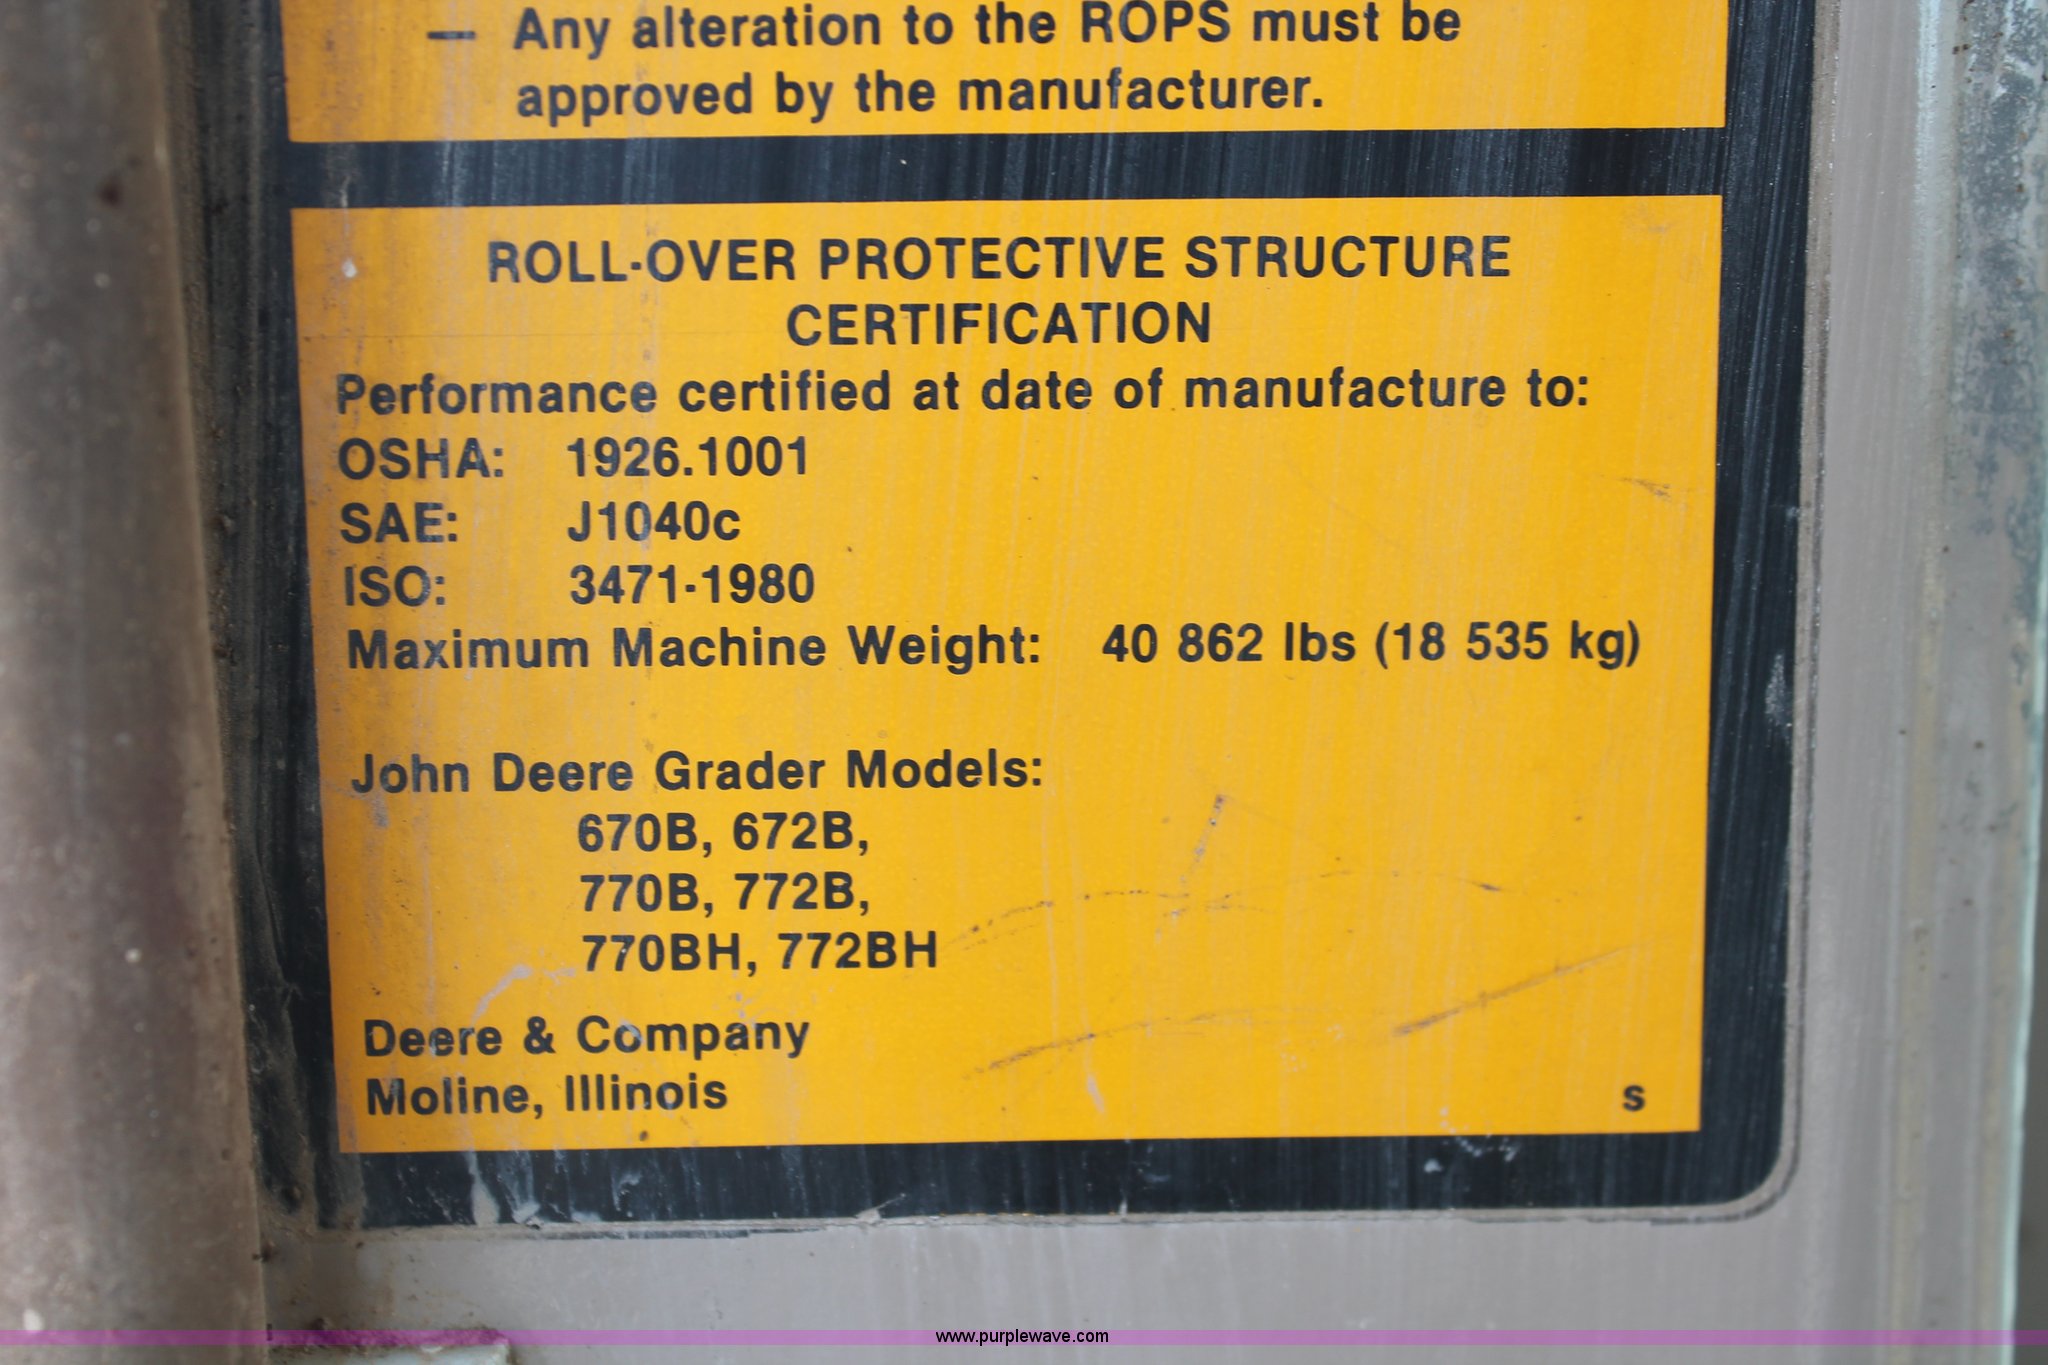 — Any alteration to the ROPS must be
approved by the manufacturer.
ROLL-OVER PROTECTIVE STRUCTURE
CERTIFICATION
Performance certified at date of manufacture to:
OSHA: 1926.1001
SAE: J1040c
ISO: 3471-1980
Maximum Machine Weight: 40 862 lbs (18 535 kg)
John Deere Grader Models:
670B, 672B,
770B, 772B,
770BH, 772BH
Deere & Company
Moline, Illinois
s
www.purplewave.com